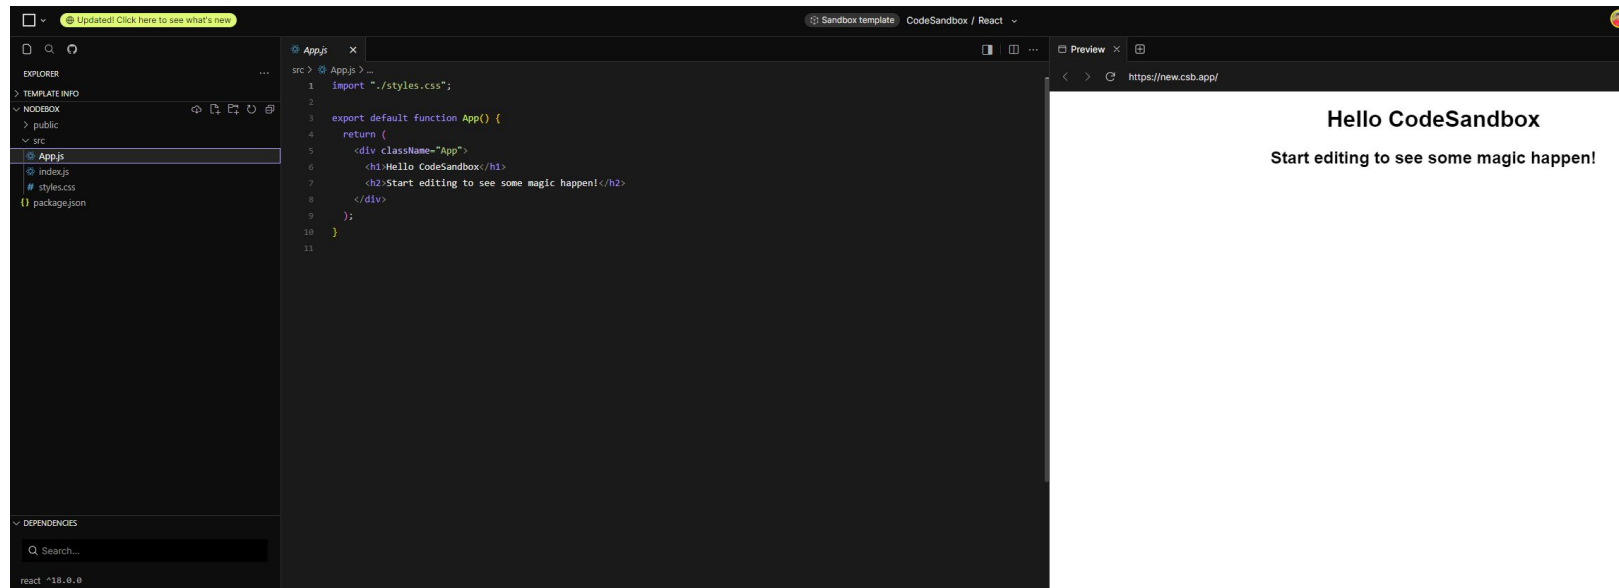 Updated! Click here to see what's new
Sandbox template CodeSandbox / React
EXPLORER
TEMPLATE INFO
NODEBOX
public
src
App.js
index.js
styles.css
package.json
DEPENDENCIES
Search...
react ^18.0.0
App.js
src > App.js > ...
1 import "./styles.css";
2
3 export default function App() {
4 return (
5 <div className="App">
6 <h1>Hello CodeSandbox</h1>
7 <h2>Start editing to see some magic happen!</h2>
8 </div>
9 );
10 }
11
Preview
https://new.csb.app/
Hello CodeSandbox
Start editing to see some magic happen!